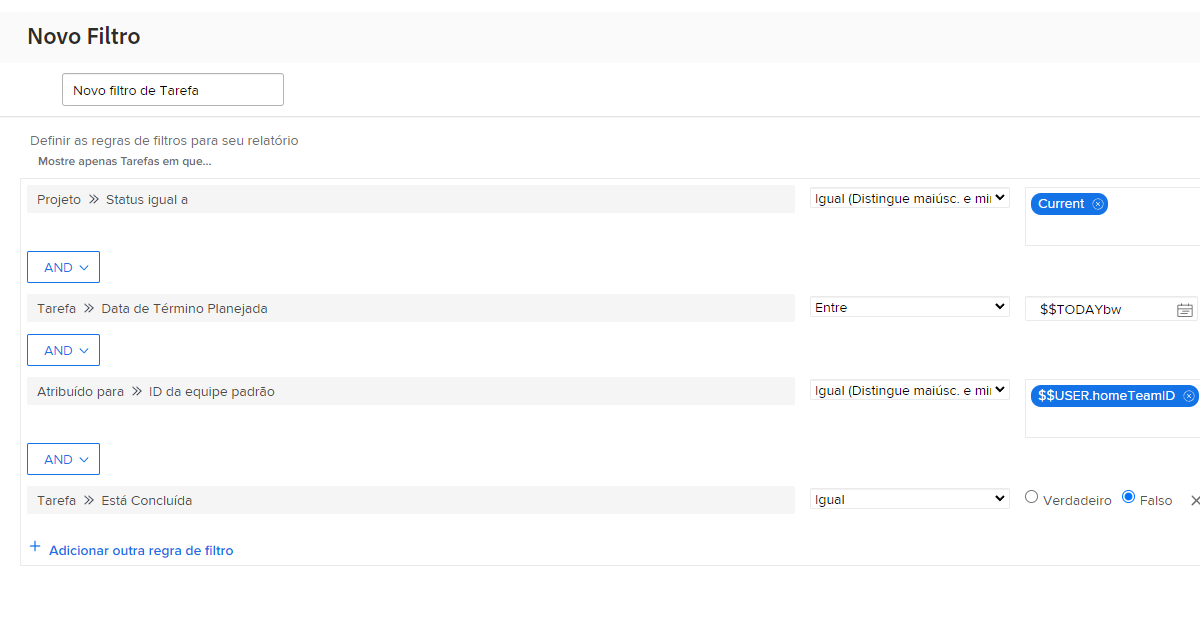 Novo Filtro
Novo filtro de Tarefa
Definir as regras de filtros para seu relatório
Mostre apenas Tarefas em que...
Projeto Status igual a Igual (Distingue maiúsc. e mi Current
AND
Tarefa Data de Término Planejada Entre $$TODAYbw
AND
Atribuído para ID da equipe padrão Igual (Distingue maiúsc. e mi $$USER.homeTeamID
AND
Tarefa Está Concluída Igual Verdadeiro Falso
+ Adicionar outra regra de filtro